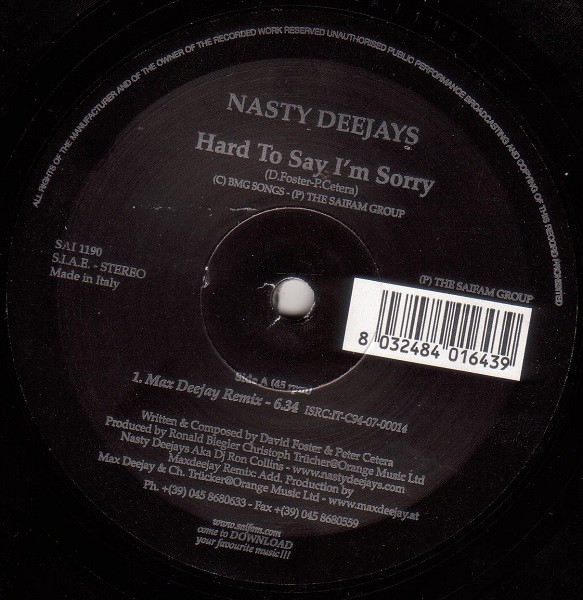 ALL RIGHTS OF THE MANUFACTURER AND OF THE OWNER OF THE RECORDED WORK RESERVED UNAUTHORISED PUBLIC PERFORMANCE BROADCASTING AND COPYING OF THIS RECORD PROHIBITED
NASTY DEEJAYS
Hard To Say I'm Sorry
(D.Foster-P.Cetera)
(C) BMG SONGS - (P) THE SAIFAM GROUP
SAI 1190
S.I.A.E. - STEREO
Made in Italy
(P) THE SAIFAM GROUP
8 032484 016439
Side A (45 rpm)
1. Max Deejay Remix - 6.34 ISRC:IT-C94-07-00014
Written & Composed by David Foster & Peter Cetera
Produced by Ronald Biegler Christoph Trücher@Orange Music Ltd
Nasty Deejays Aka Dj Ron Collins - www.nastydeejays.com
Maxdeejay Remix: Add. Production by
Max Deejay & Ch. Trücker@Orange Music Ltd - www.maxdeejay.at
Ph. +(39) 045 8680633 - Fax +(39) 045 8680559
www.saifam.com
come to DOWNLOAD
your favourite music!!!